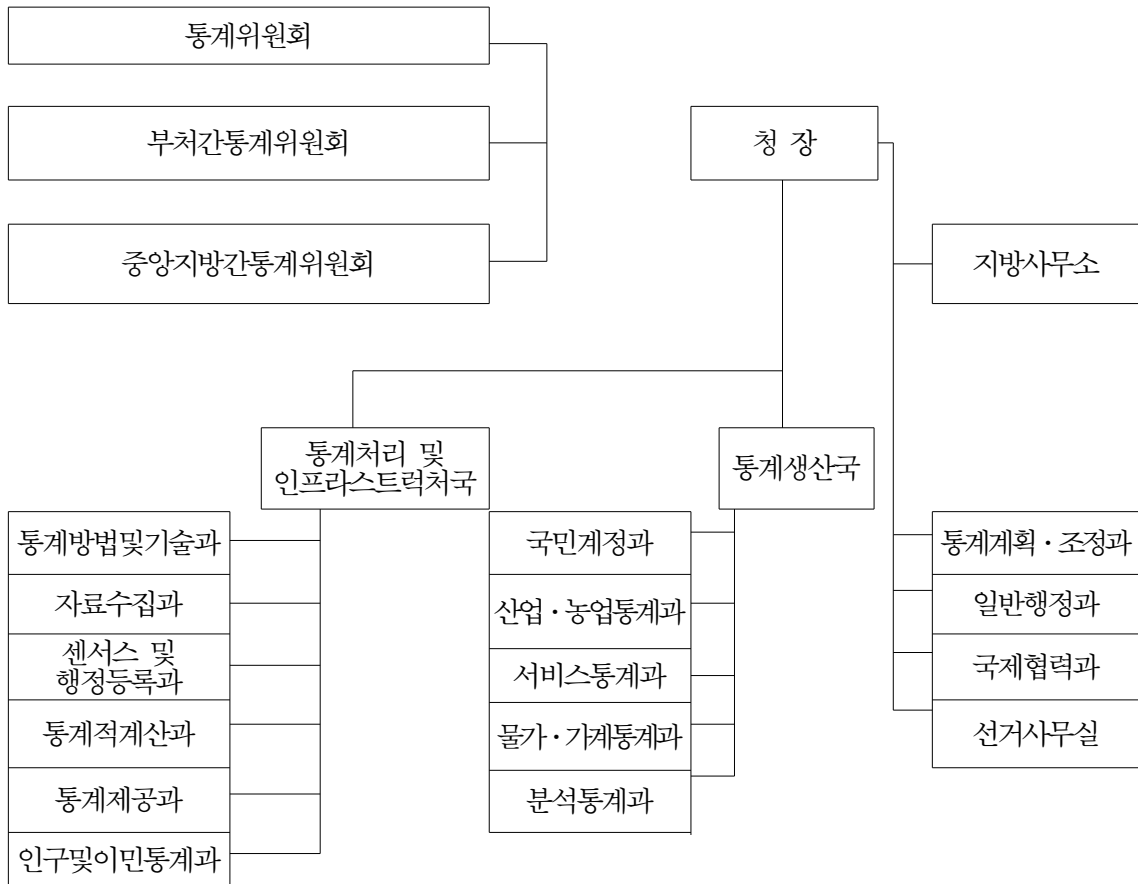 통계위원회
부처간통계위원회
청 장
중앙지방간통계위원회
지방사무소
통계처리 및
인프라스트럭처국
통계생산국
통계방법및기술과
자료수집과
센서스 및
행정등록과
통계적계산과
통계제공과
인구및이민통계과
국민계정과
산업·농업통계과
서비스통계과
물가·가계통계과
분석통계과
통계계획·조정과
일반행정과
국제협력과
선거사무실